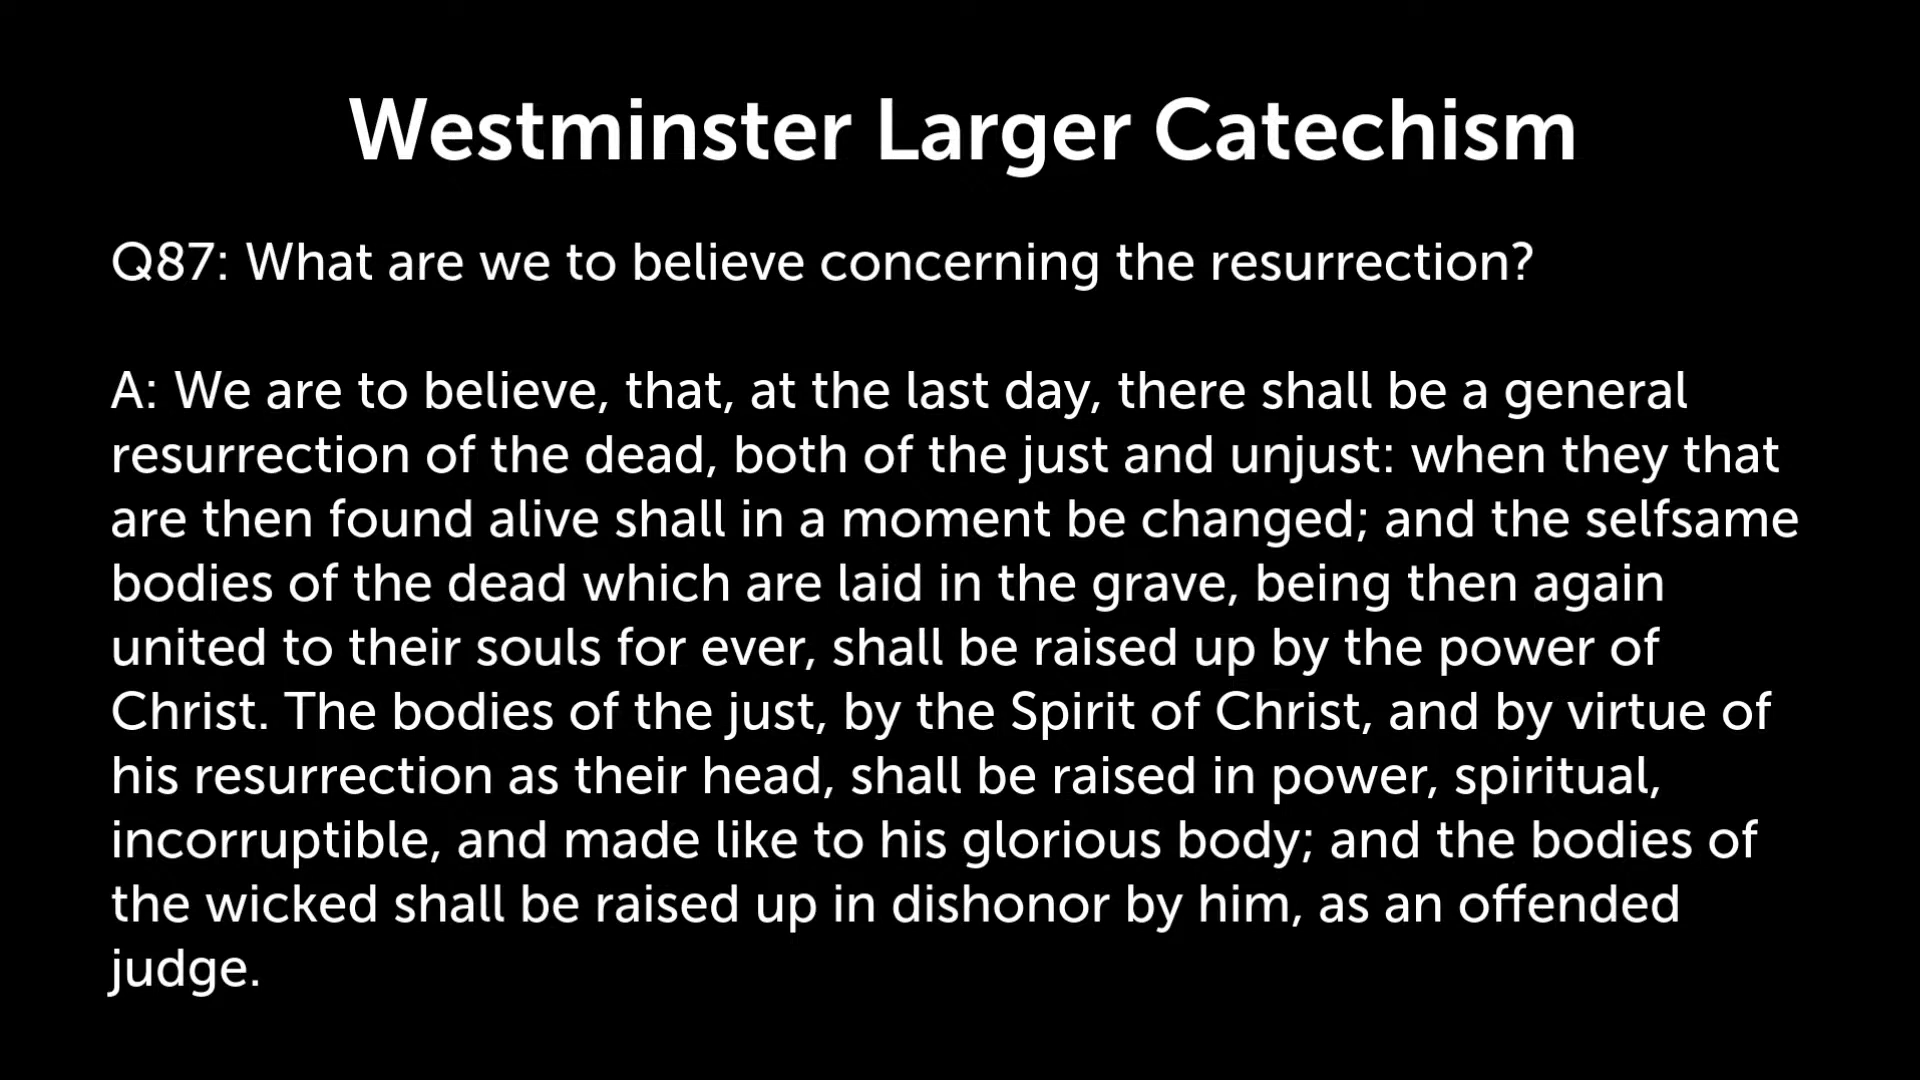 Westminster Larger Catechism
Q87: What are we to believe concerning the resurrection?
A: We are to believe, that, at the last day, there shall be a general
resurrection of the dead, both of the just and unjust: when they that
are then found alive shall in a moment be changed; and the selfsame
bodies of the dead which are laid in the grave, being then again
united to their souls for ever, shall be raised up by the power of
Christ. The bodies of the just, by the Spirit of Christ, and by virtue of
his resurrection as their head, shall be raised in power, spiritual,
incorruptible, and made like to his glorious body; and the bodies of
the wicked shall be raised up in dishonor by him, as an offended
judge.